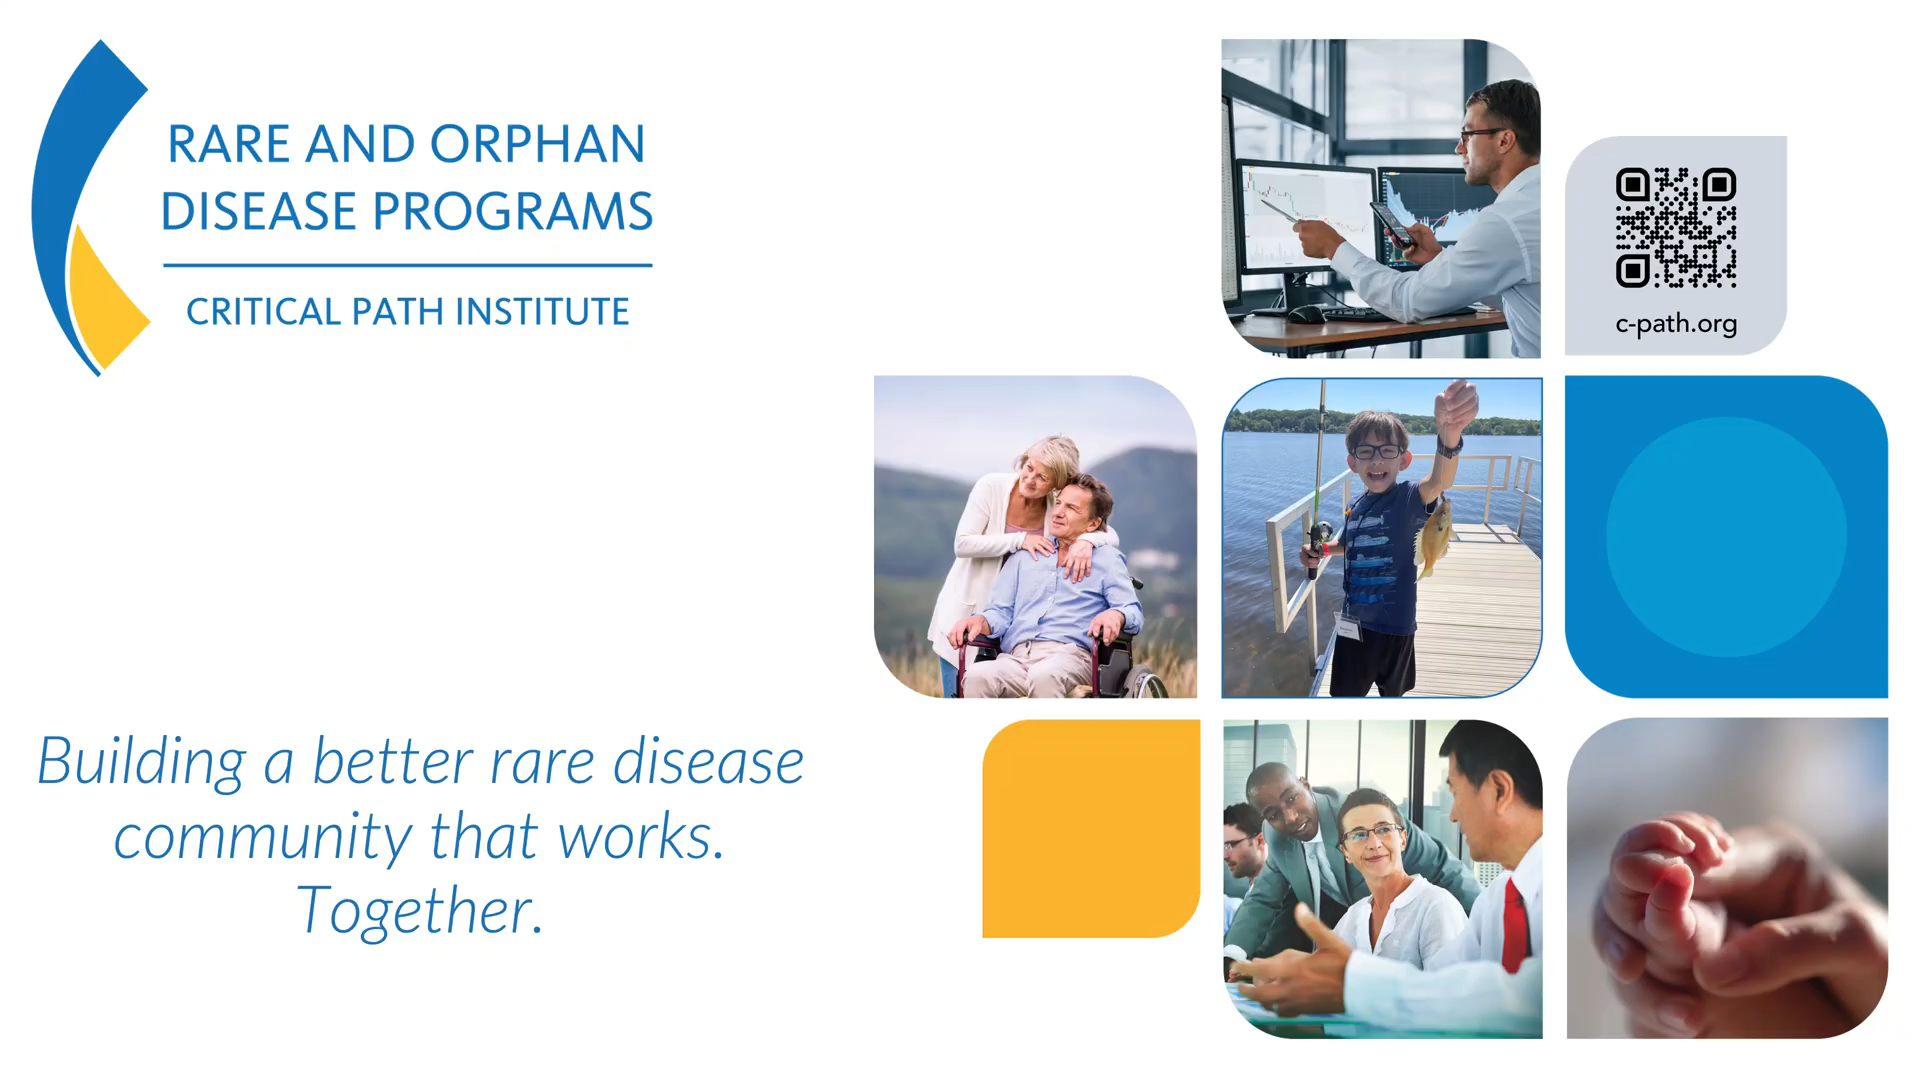 RARE AND ORPHAN
DISEASE PROGRAMS
CRITICAL PATH INSTITUTE
c-path.org
Building a better rare disease
community that works.
Together.